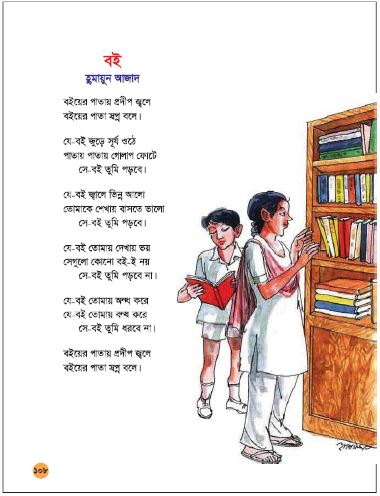 বই
হুমায়ুন আজাদ
বইয়ের পাতায় প্রদীপ জ্বলে
বইয়ের পাতা স্বপ্ন বলে।
যে-বই জুড়ে সূর্য ওঠে
পাতায় পাতায় গোলাপ ফোটে
সে-বই তুমি পড়বে।
যে-বই জ্বালে ভিন্ন আলো
তোমাকে শেখায় বাসতে ভালো
সে-বই তুমি পড়বে।
যে-বই তোমায় দেখায় ভয়
সেগুলো কোনো বই-ই নয়
সে-বই তুমি পড়বে না।
যে-বই তোমায় অন্ধ করে
যে-বই তোমায় বন্ধ করে
সে-বই তুমি ধরবে না।
বইয়ের পাতায় প্রদীপ জ্বলে
বইয়ের পাতা স্বপ্ন বলে।
১০৮